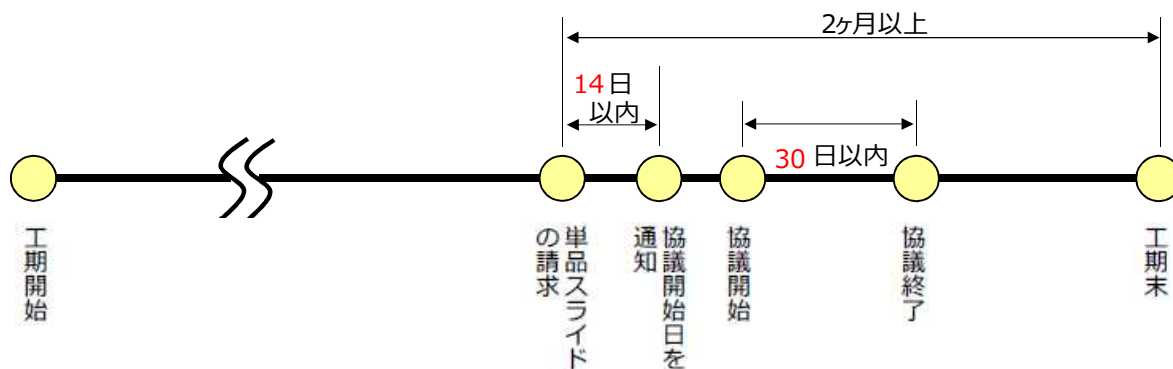 2ヶ月以上
14日
以内
30日以内
工期開始
単品スライド
の請求
協議開始日を
通知
協議開始
協議終了
工期末